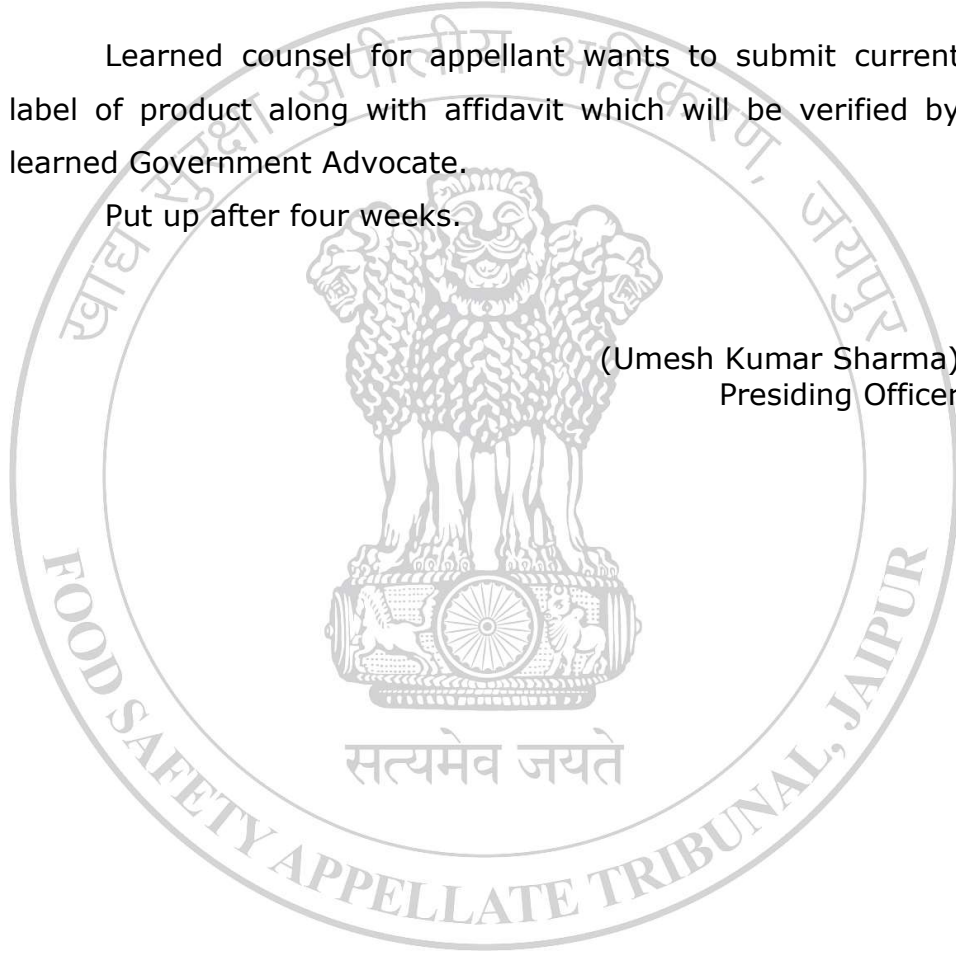 Learned counsel for appellant wants to submit current
label of product along with affidavit which will be verified by
learned Government Advocate.
Put up after four weeks.
(Umesh Kumar Sharma)
Presiding Officer
खाद्य सुरक्षा अपीलीय अधिकरण, जयपुर
सत्यमेव जयते
FOOD SAFETY APPELLATE TRIBUNAL, JAIPUR